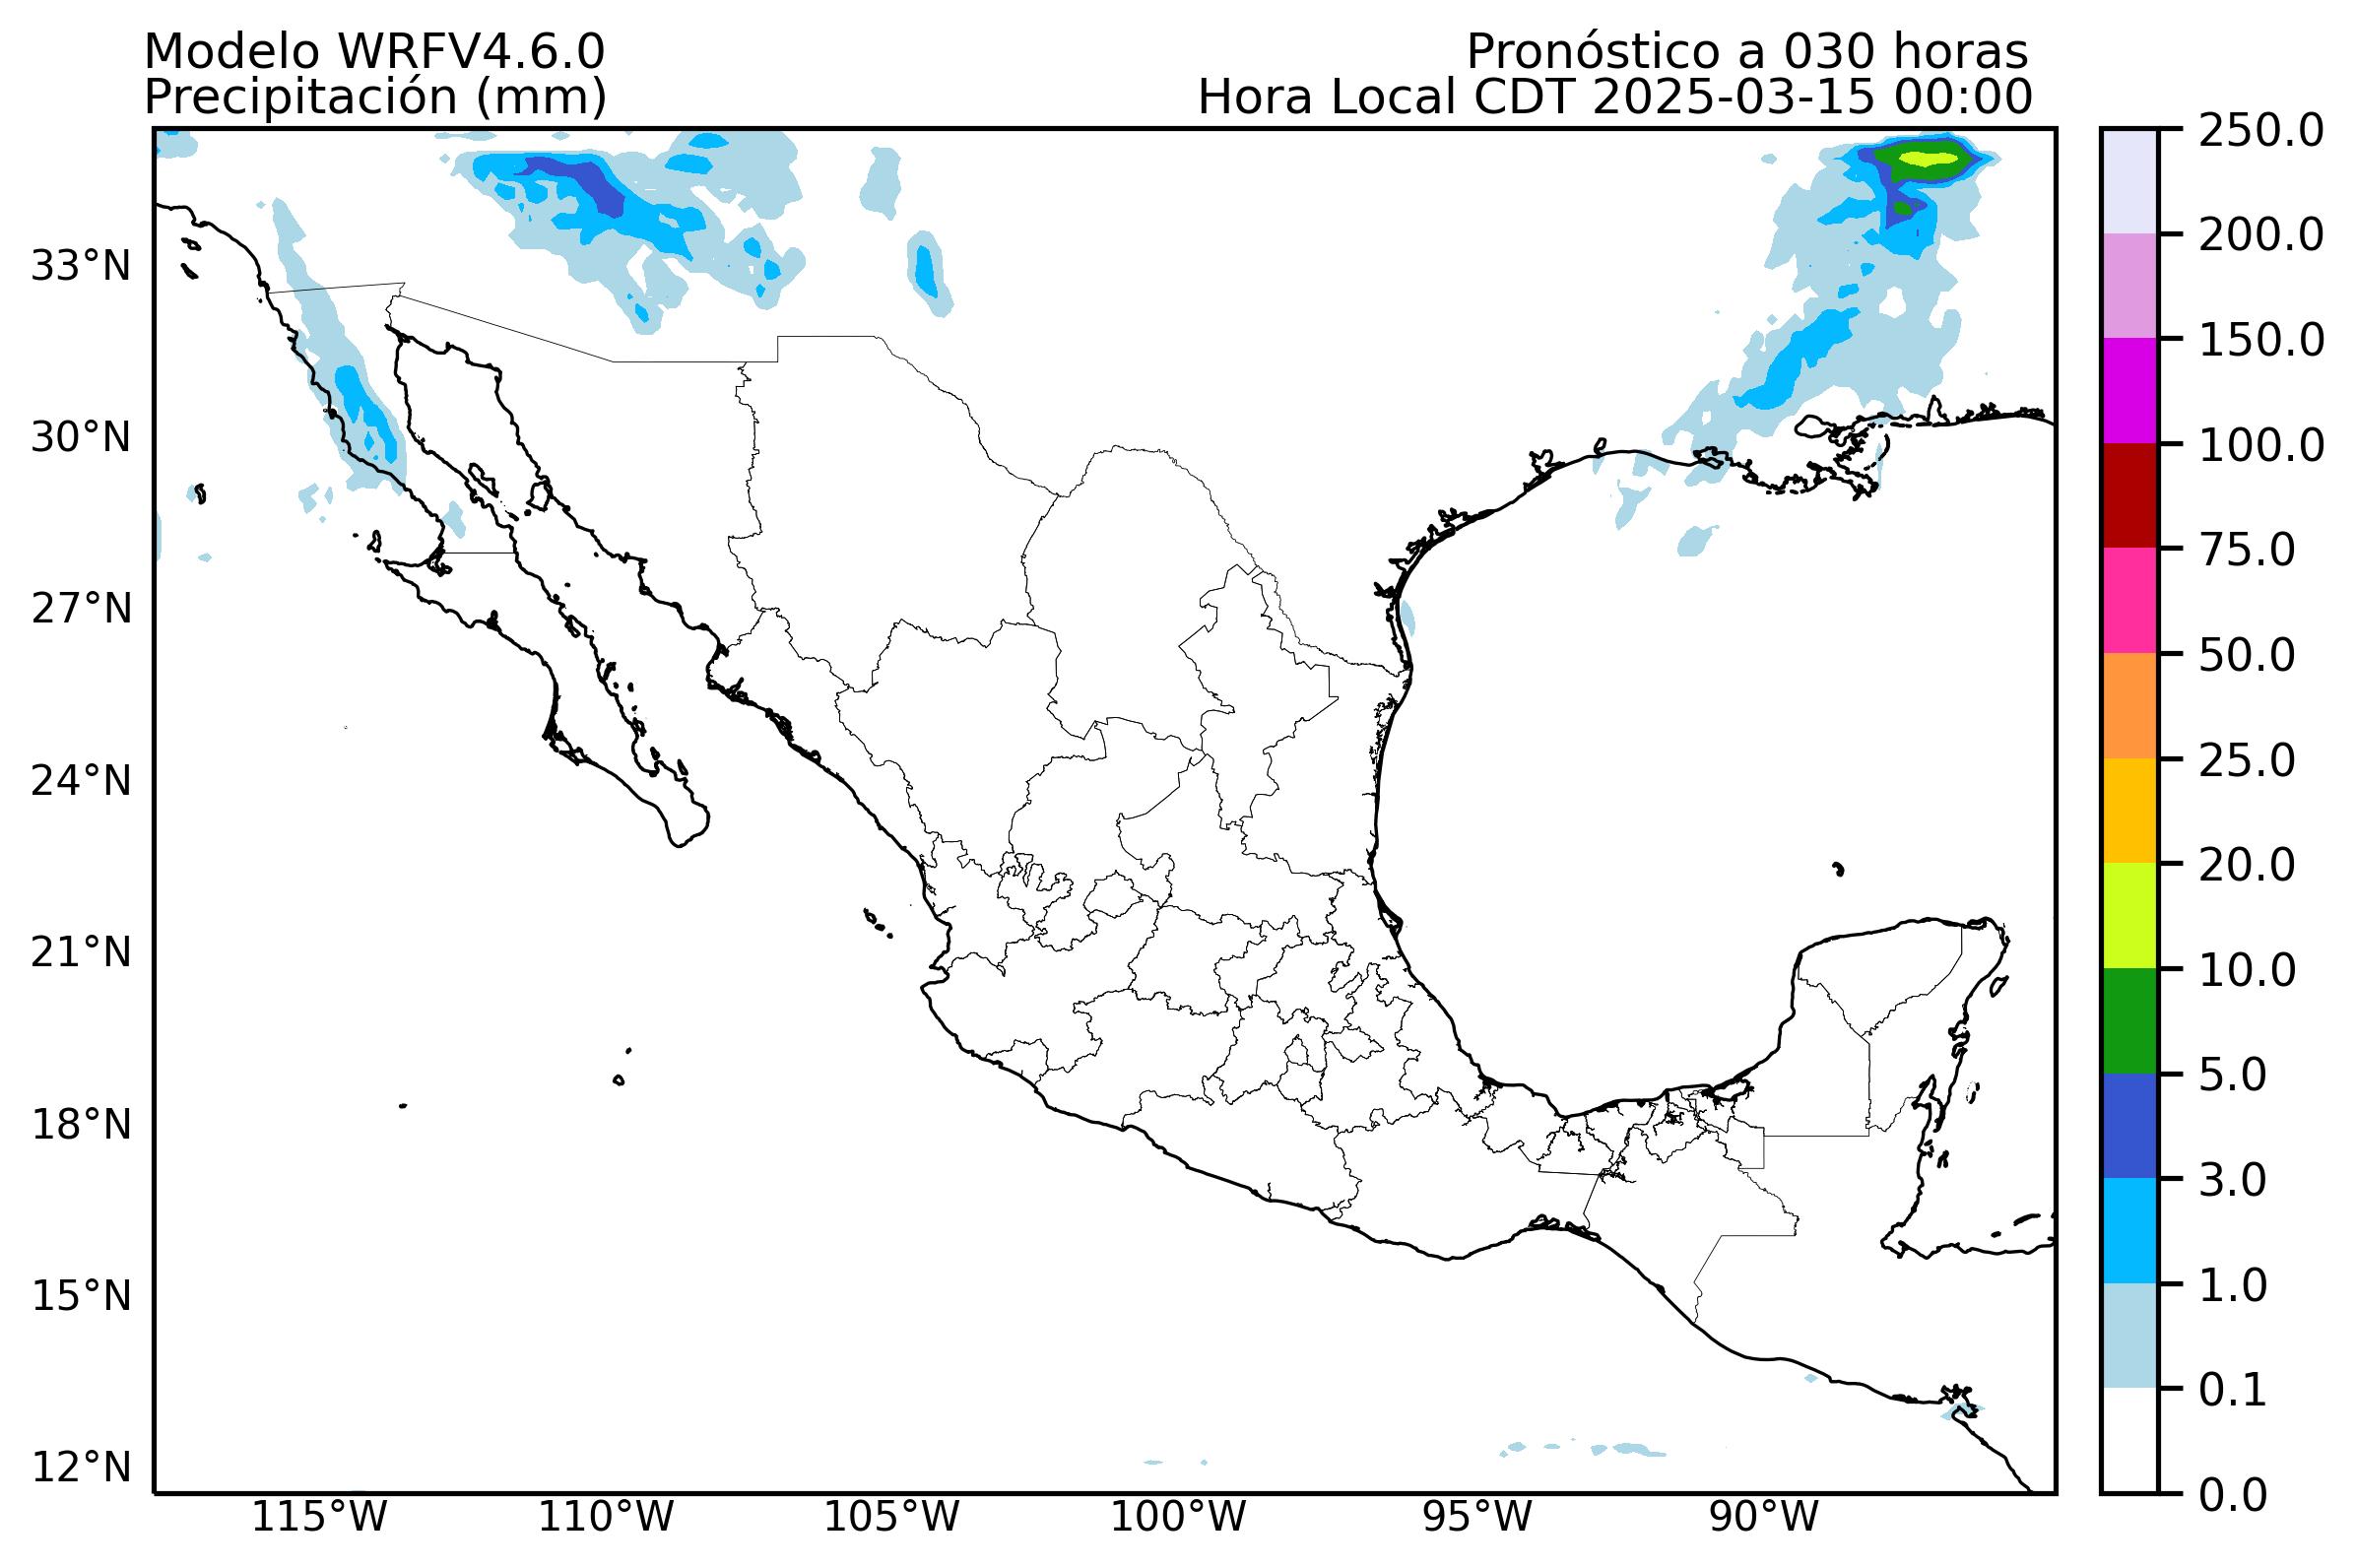 Modelo WRFV4.6.0
Precipitación (mm)
Pronóstico a 030 horas
Hora Local CDT 2025-03-15 00:00
33°N
30°N
27°N
24°N
21°N
18°N
15°N
12°N
115°W
110°W
105°W
100°W
95°W
90°W
250.0
200.0
150.0
100.0
75.0
50.0
25.0
20.0
10.0
5.0
3.0
1.0
0.1
0.0